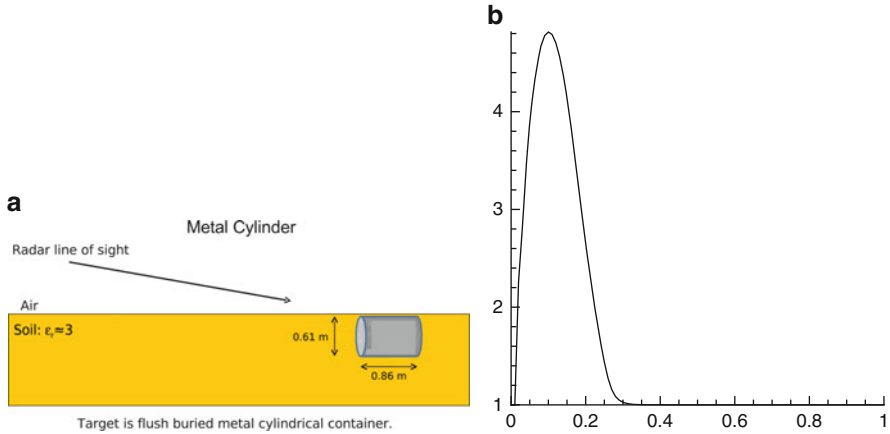 a
Metal Cylinder
Radar line of sight
Air
Soil: εᵣ≈3
0.61 m
0.86 m
Target is flush buried metal cylindrical container.
b
4
3
2
1
0 0.2 0.4 0.6 0.8 1